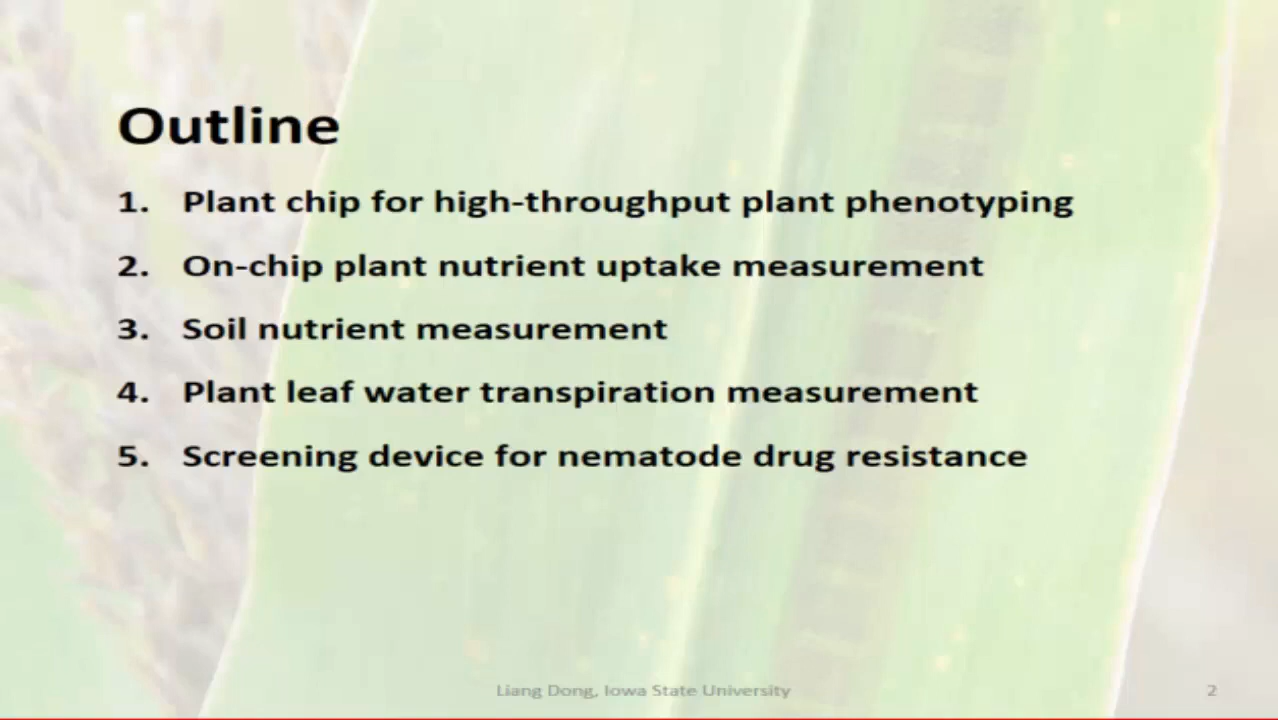 Outline
1. Plant chip for high-throughput plant phenotyping
2. On-chip plant nutrient uptake measurement
3. Soil nutrient measurement
4. Plant leaf water transpiration measurement
5. Screening device for nematode drug resistance
Liang Dong, Iowa State University
2